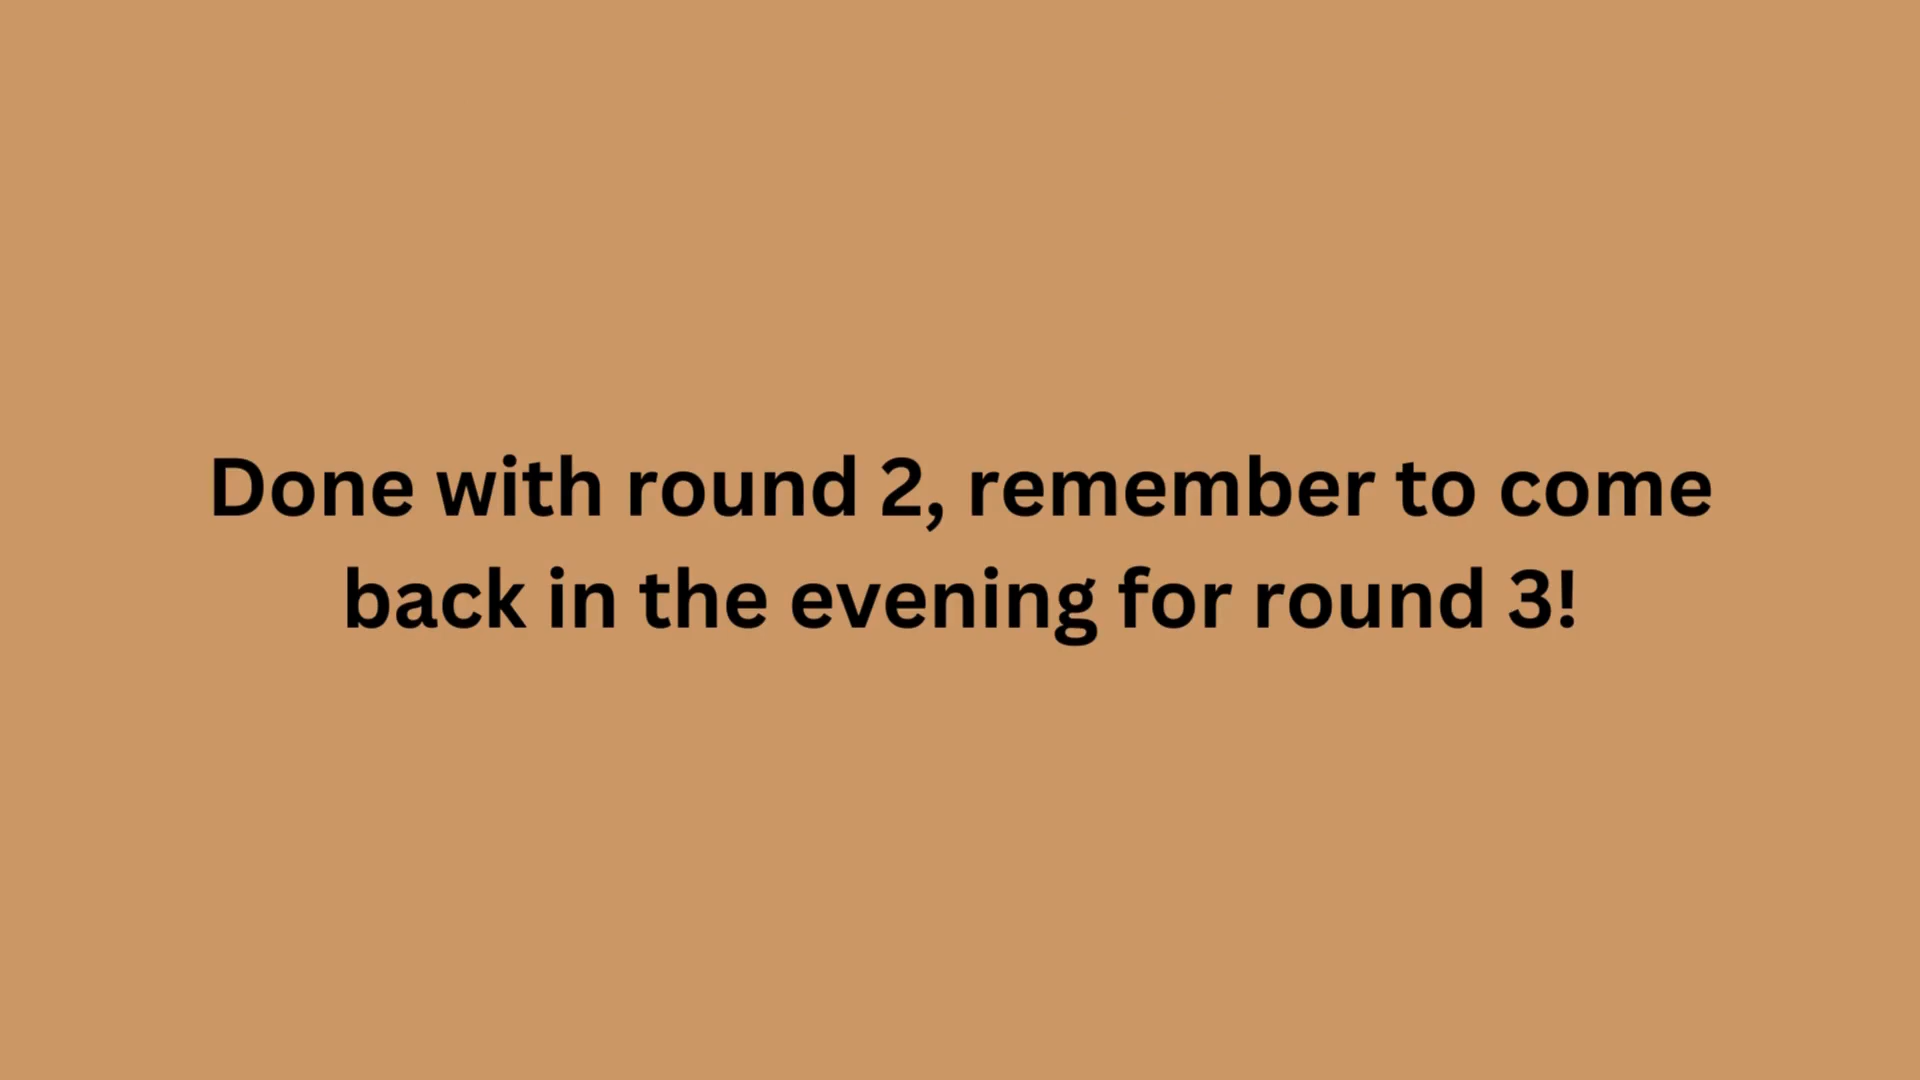 Done with round 2, remember to come
back in the evening for round 3!